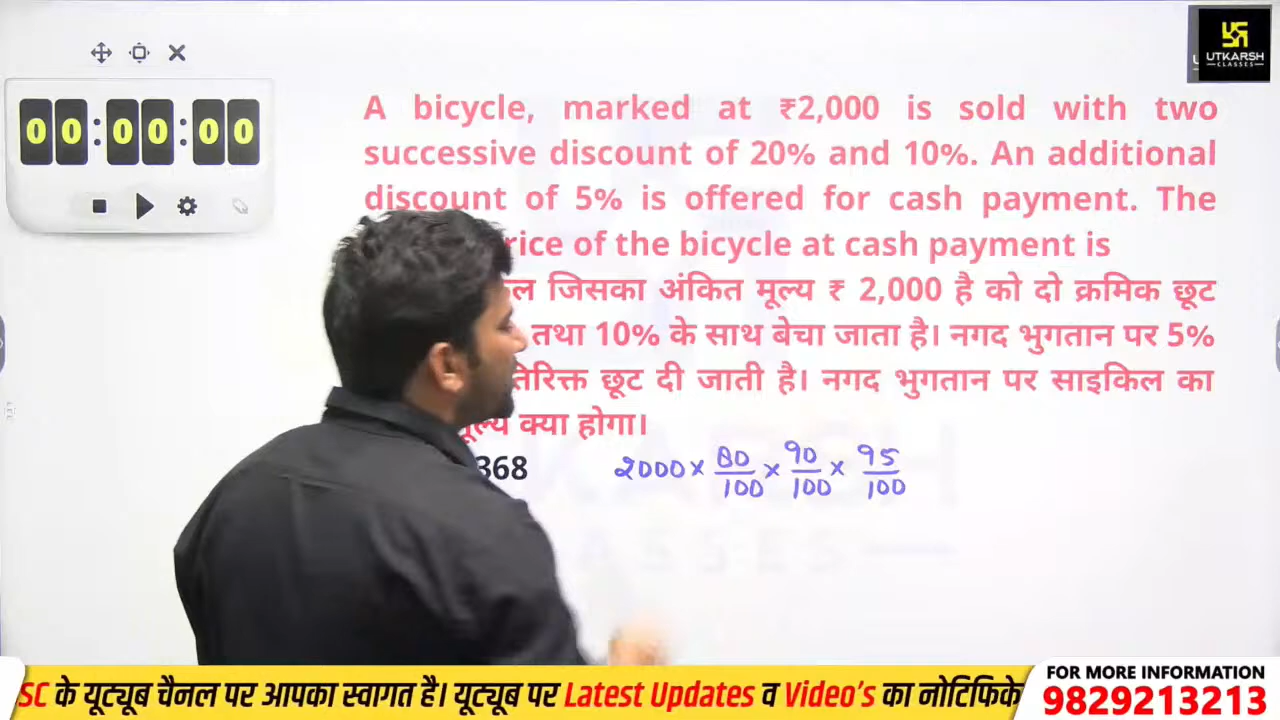 UTKARSH
CLASSES
00:00:00
A bicycle, marked at ₹2,000 is sold with two
successive discount of 20% and 10%. An additional
discount of 5% is offered for cash payment. The
rice of the bicycle at cash payment is
ल जिसका अंकित मूल्य ₹ 2,000 है को दो क्रमिक छूट
तथा 10% के साथ बेचा जाता है। नगद भुगतान पर 5%
तिरिक्त छूट दी जाती है। नगद भुगतान पर साइकिल का
मूल्य क्या होगा।
368
2000 × 80/100 × 90/100 × 95/100
SC के यूट्यूब चैनल पर आपका स्वागत है। यूट्यूब पर Latest Updates व Video's का नोटिफिके
FOR MORE INFORMATION
9829213213